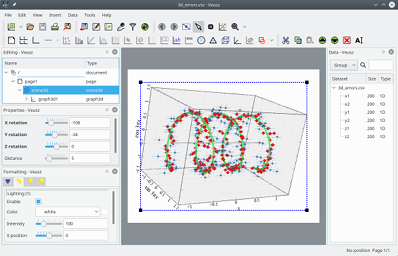 3d_errors.vsz - Veusz
File Edit View Insert Data Tools Help
Editing - Veusz
Name Type
/ document
page1 page
scene3d scene3d
graph3d1 graph3d
Properties - Veusz
X rotation
Y rotation
Z rotation 0
Distance 5
Formatting - Veusz
Lighting (1)
Enable
Color white
Intensity 100
X position 0
Data - Veusz
Group 200
Dataset Size Type
3d_errors.csv
x1 200 1D
x2 200 1D
y1 200 1D
y2 200 1D
z1 200 1D
z2 200 1D
No position Page 1/1